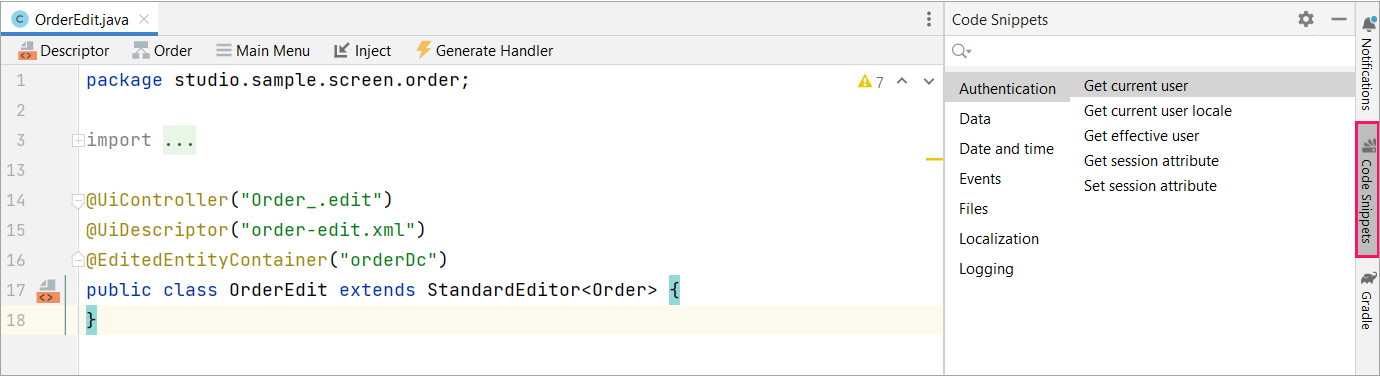 OrderEdit.java
Descriptor Order Main Menu Inject Generate Handler
1 package studio.sample.screen.order;
7
2
3 import ...
13
14 @UiController("Order_.edit")
15 @UiDescriptor("order-edit.xml")
16 @EditedEntityContainer("orderDc")
17 public class OrderEdit extends StandardEditor<Order> {
18 }
Code Snippets
Authentication
Data
Date and time
Events
Files
Localization
Logging
Get current user
Get current user locale
Get effective user
Get session attribute
Set session attribute
Notifications
Code Snippets
Gradle